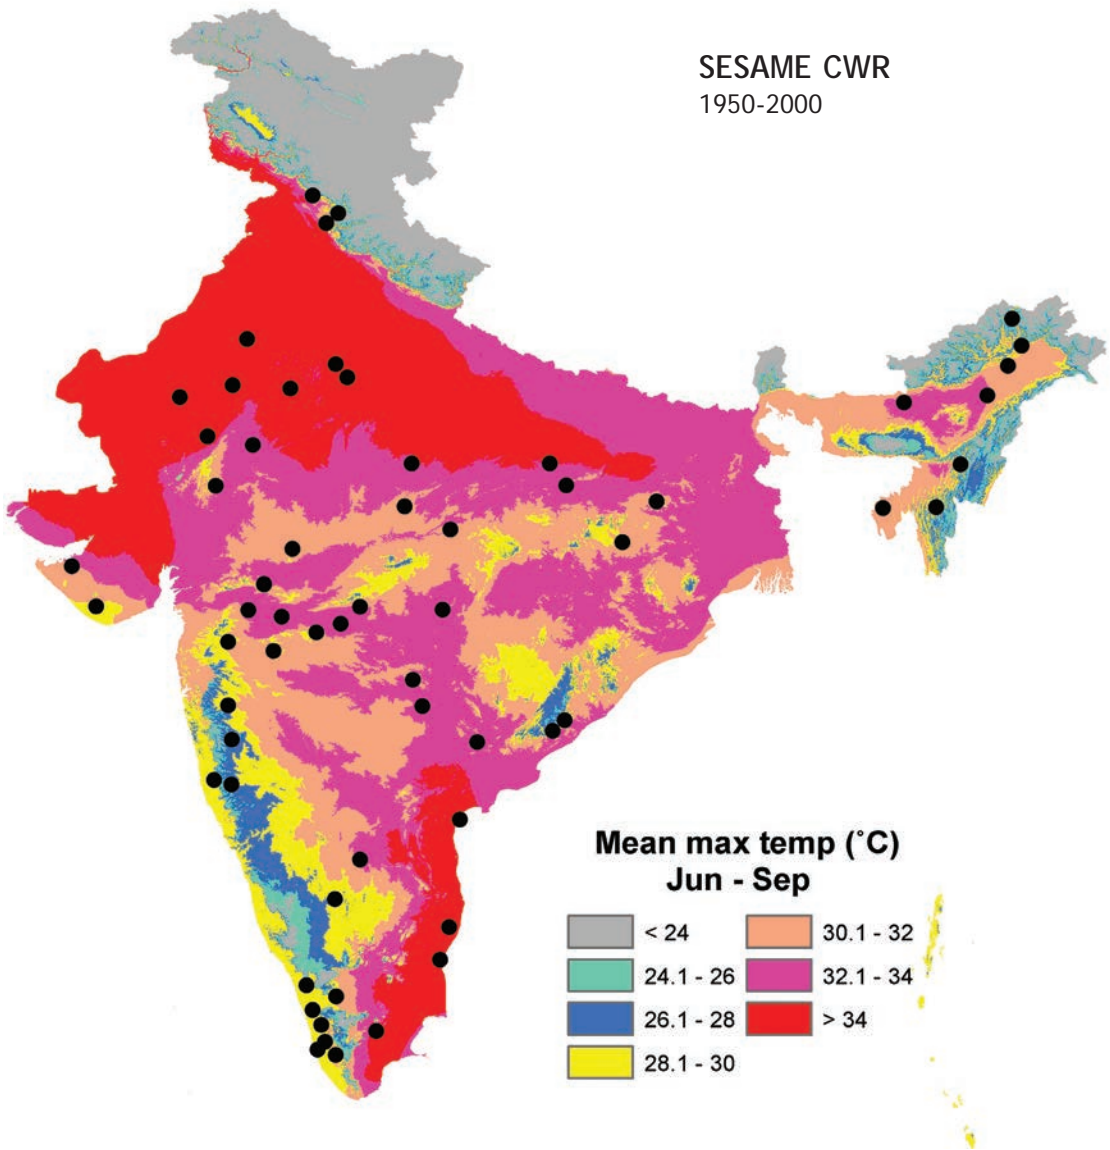 SESAME CWR
1950-2000
Mean max temp (˚C)
Jun - Sep
< 24
24.1 - 26
26.1 - 28
28.1 - 30
30.1 - 32
32.1 - 34
> 34